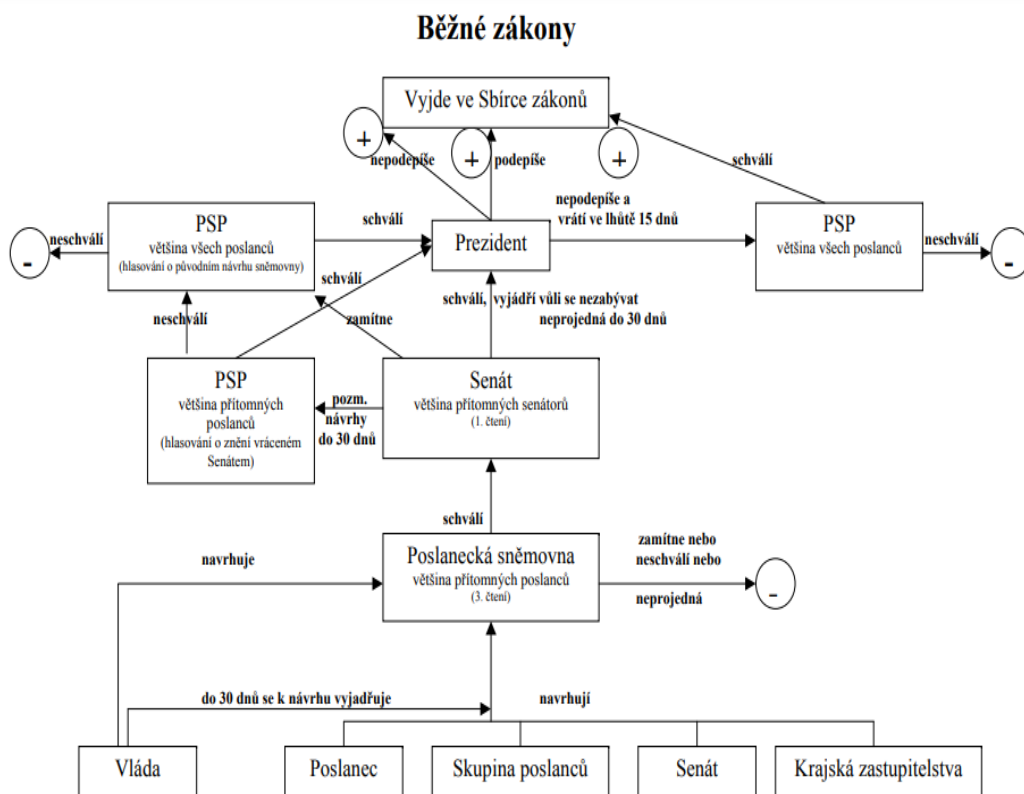 Běžné zákony
Vyjde ve Sbírce zákonů
+
+
+
nepodepíše
podepíše
schválí
nepodepíše a
vrátí ve lhůtě 15 dnů
PSP
většina všech poslanců
(hlasování o původním návrhu sněmovny)
neschválí
-
schválí
Prezident
PSP
většina všech poslanců
neschválí
-
schválí
schválí, vyjádří vůli se nezabývat
neprojedná do 30 dnů
neschválí
zamítne
PSP
většina přítomných
poslanců
(hlasování o znění vráceném
Senátem)
pozm.
návrhy
do 30 dnů
Senát
většina přítomných senátorů
(1. čtení)
schválí
Poslanecká sněmovna
většina přítomných poslanců
(3. čtení)
zamítne nebo
neschválí nebo
neprojedná
-
navrhuje
do 30 dnů se k návrhu vyjadřuje
navrhují
Vláda
Poslanec
Skupina poslanců
Senát
Krajská zastupitelstva